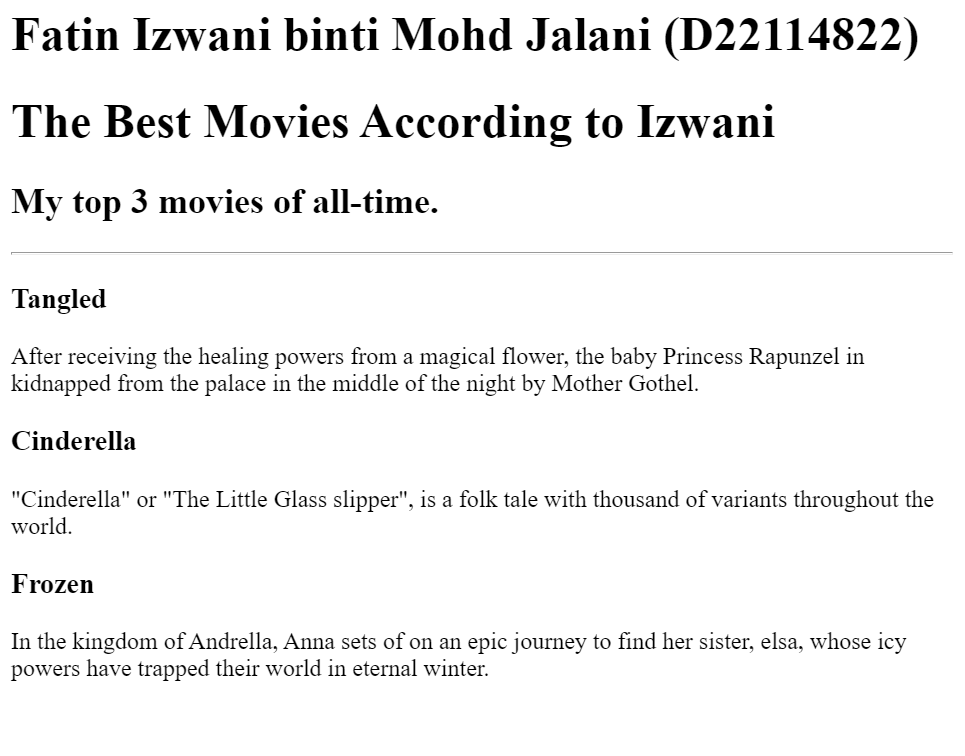 Fatin Izwani binti Mohd Jalani (D22114822)
The Best Movies According to Izwani
My top 3 movies of all-time.
Tangled
After receiving the healing powers from a magical flower, the baby Princess Rapunzel in
kidnapped from the palace in the middle of the night by Mother Gothel.
Cinderella
"Cinderella" or "The Little Glass slipper", is a folk tale with thousand of variants throughout the
world.
Frozen
In the kingdom of Andrella, Anna sets of on an epic journey to find her sister, elsa, whose icy
powers have trapped their world in eternal winter.